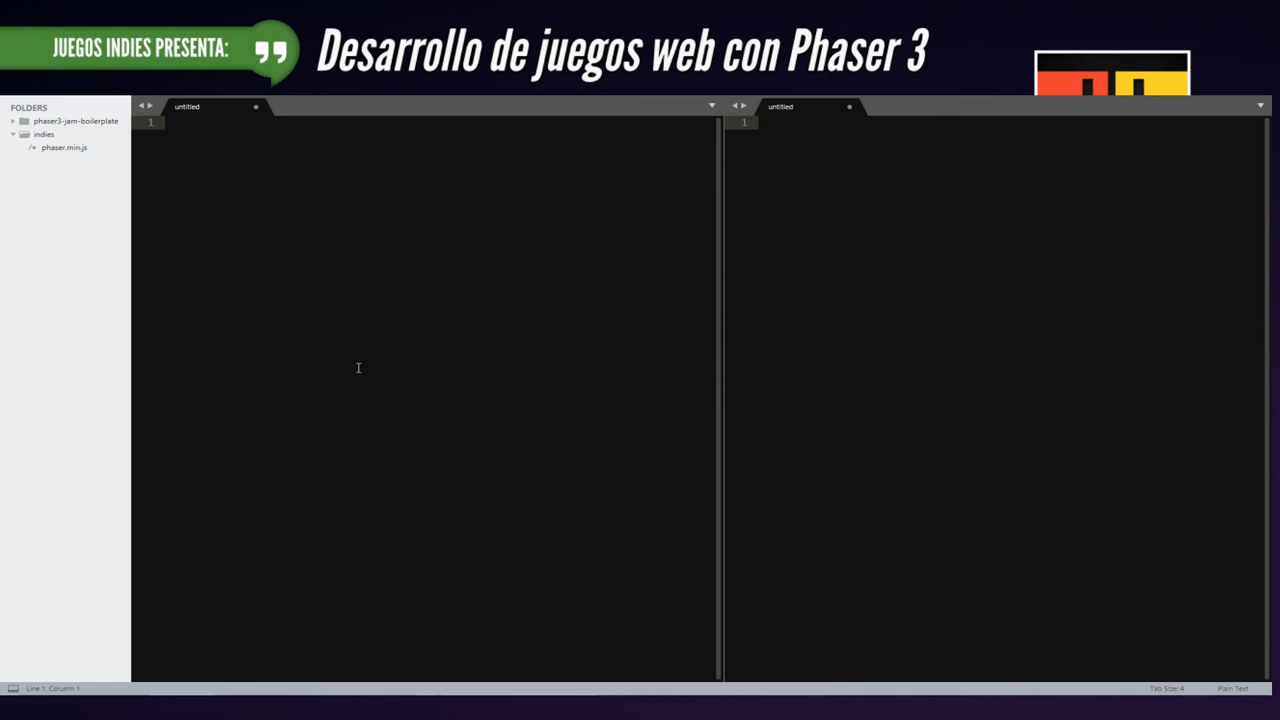 JUEGOS INDIES PRESENTA:
Desarrollo de juegos web con Phaser 3
FOLDERS
phaser3-jam-boilerplate
indies
/* phaser.min.js
untitled
1
untitled
1
Line 1, Column 1
Tab Size: 4
Plain Text